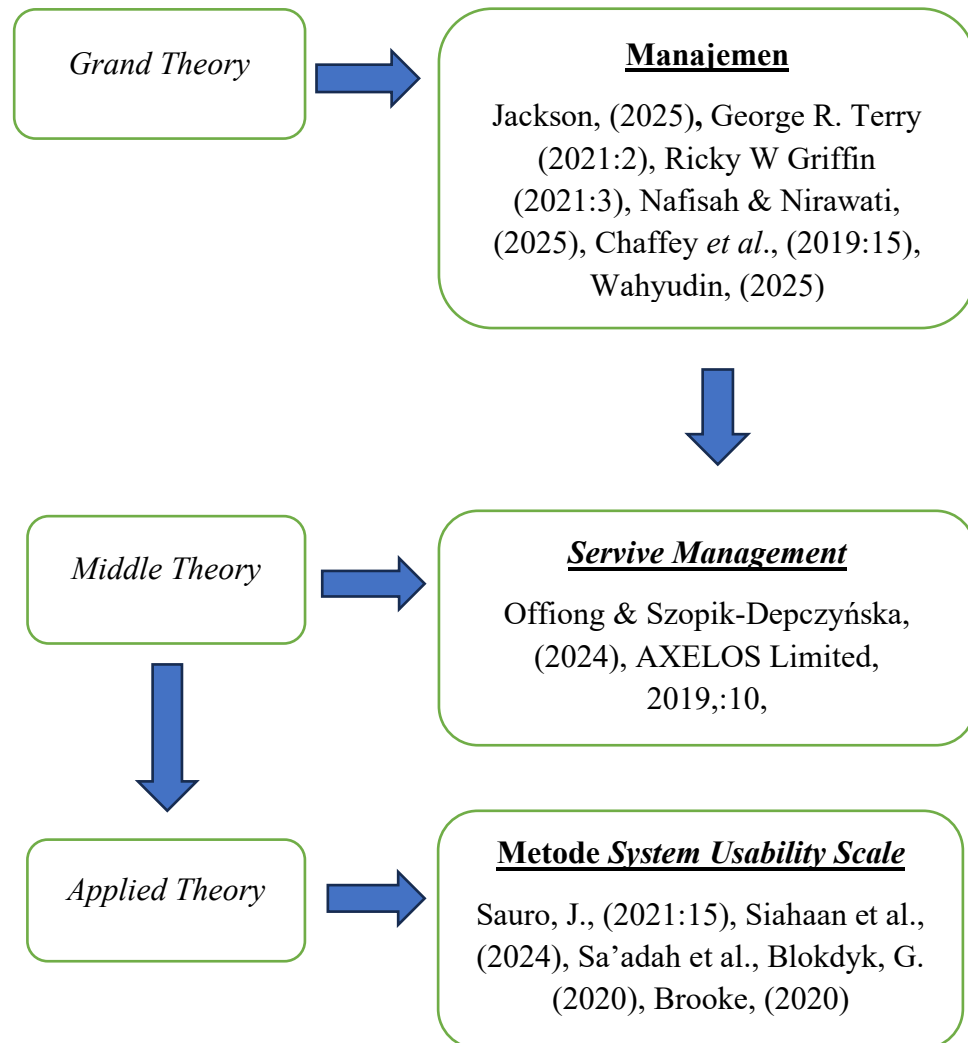 Grand Theory
Manajemen
Jackson, (2025), George R. Terry
(2021:2), Ricky W Griffin
(2021:3), Nafisah & Nirawati,
(2025), Chaffey et al., (2019:15),
Wahyudin, (2025)
Middle Theory
Servive Management
Offiong & Szopik-Depczyńska,
(2024), AXELOS Limited,
2019,:10,
Applied Theory
Metode System Usability Scale
Sauro, J., (2021:15), Siahaan et al.,
(2024), Sa’adah et al., Blokdyk, G.
(2020), Brooke, (2020)